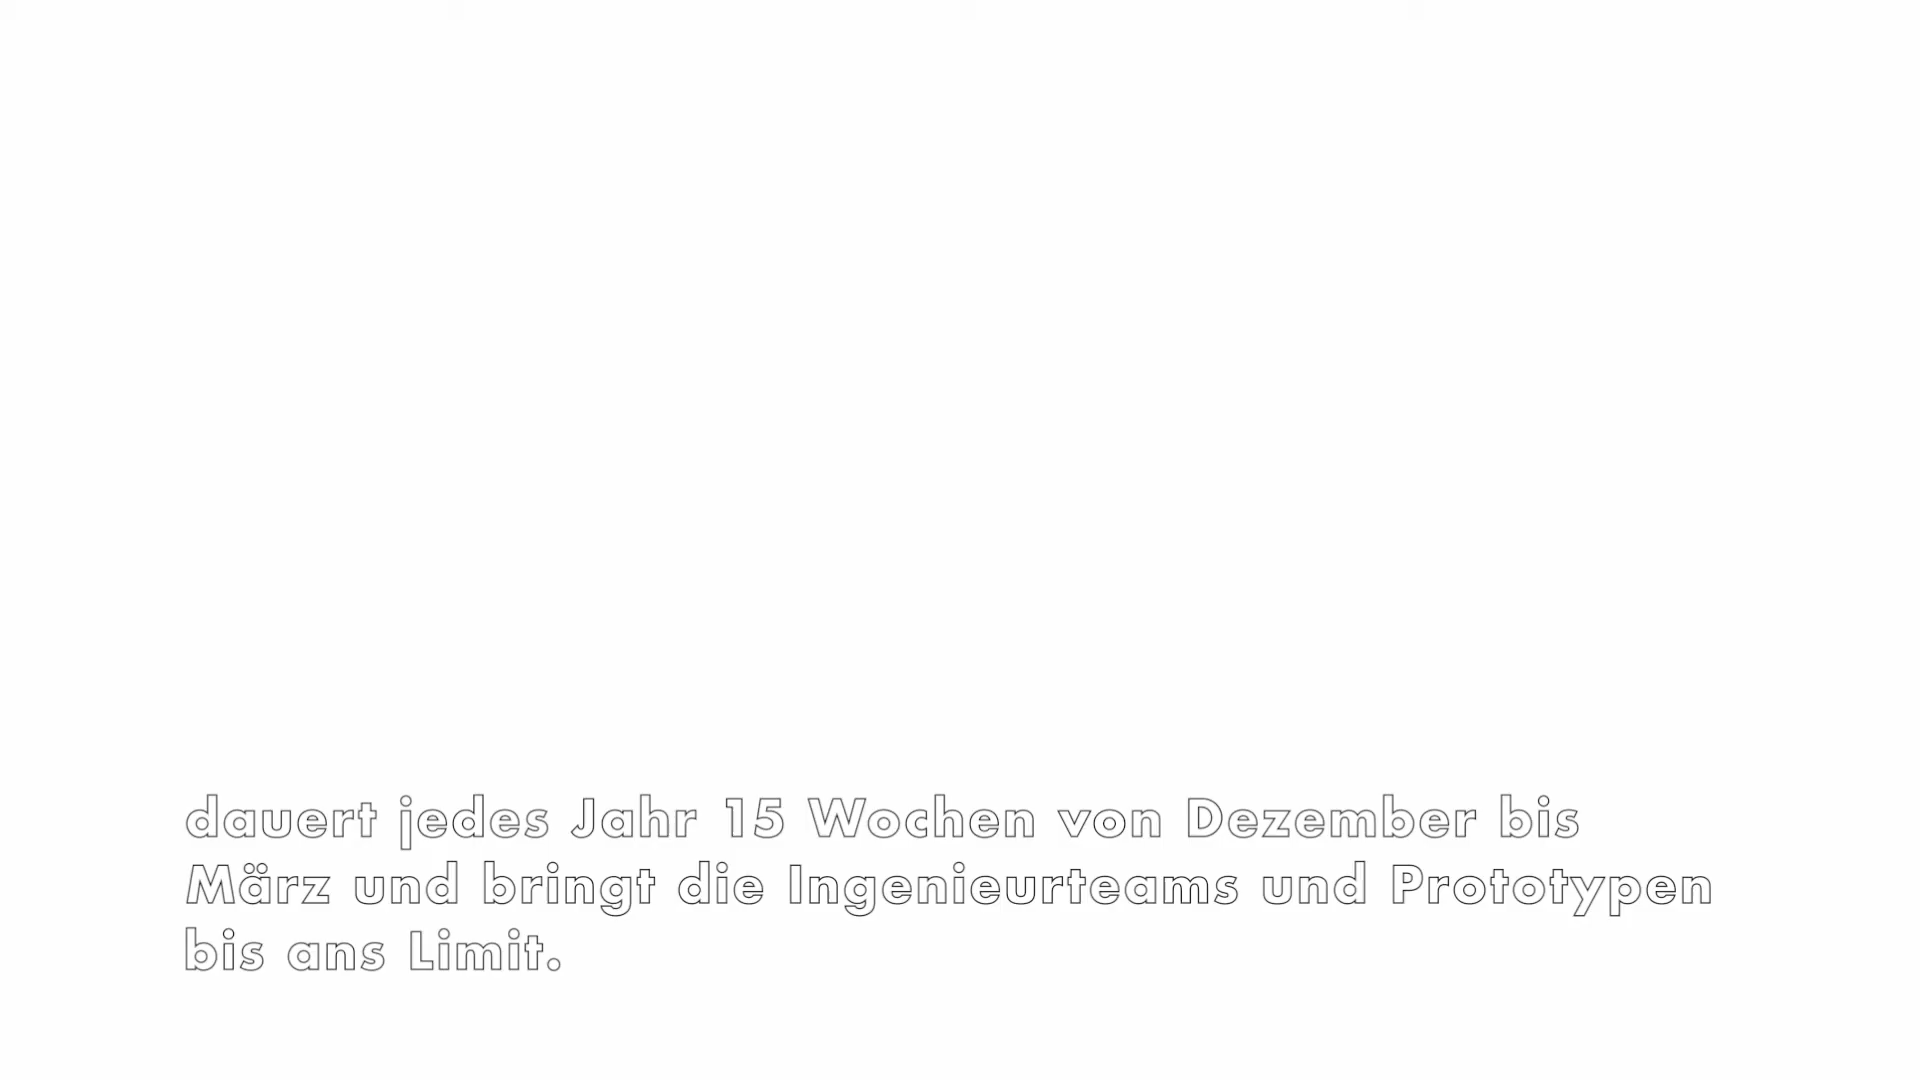 dauert jedes Jahr 15 Wochen von Dezember bis
März und bringt die Ingenieurteams und Prototypen
bis ans Limit.